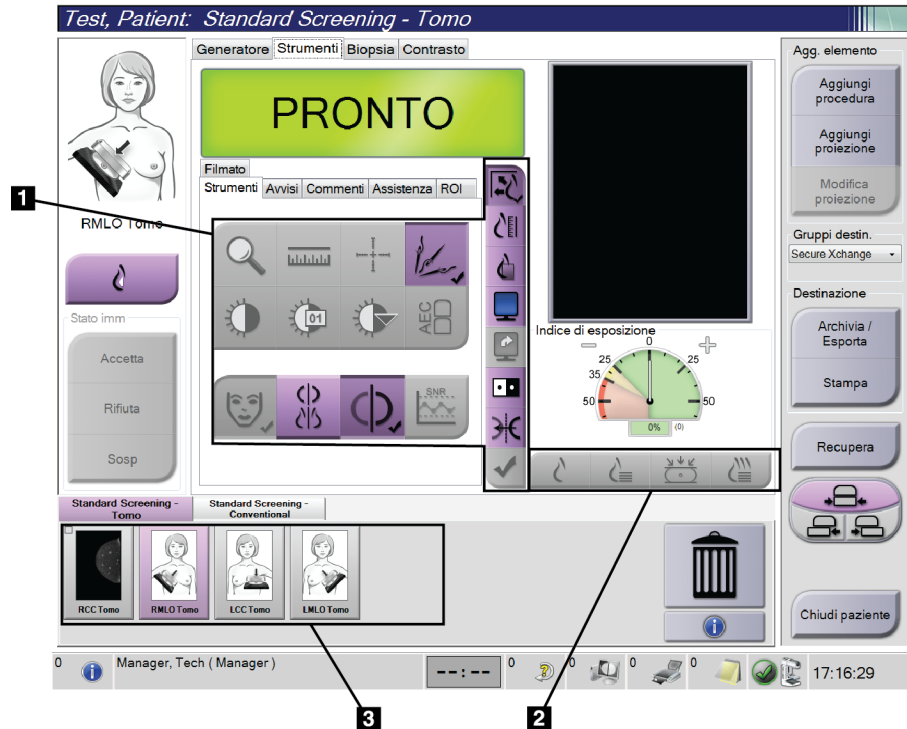 Test, Patient: Standard Screening - Tomo
Generatore Strumenti Biopsia Contrasto
PRONTO
Filmato
Strumenti Avvisi Commenti Assistenza ROI
1
RMLO Tomo
01
AEC
SNR
Stato imm
Accetta
Rifiuta
Sosp
Indice di esposizione
0
25
25
35
50
50
0% (0)
Agg. elemento
Aggiungi
procedura
Aggiungi
proiezione
Modifica
proiezione
Gruppi destin.
Secure Xchange
Destinazione
Archivia /
Esporta
Stampa
Recupera
Chiudi paziente
Standard Screening -
Tomo
Standard Screening -
Conventional
RCC Tomo
RMLO Tomo
LCC Tomo
LMLO Tomo
0 Manager, Tech ( Manager )
--:--
0
0
0
0
17:16:29
3
2